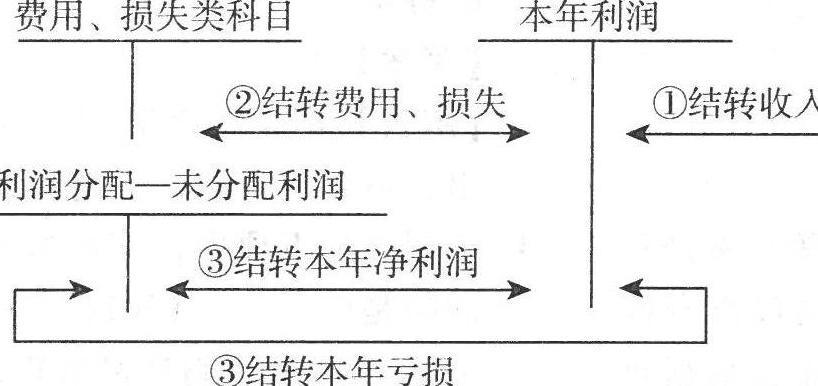 费用、损失类科目
本年利润
②结转费用、损失
①结转收入
利润分配—未分配利润
③结转本年净利润
③结转本年亏损